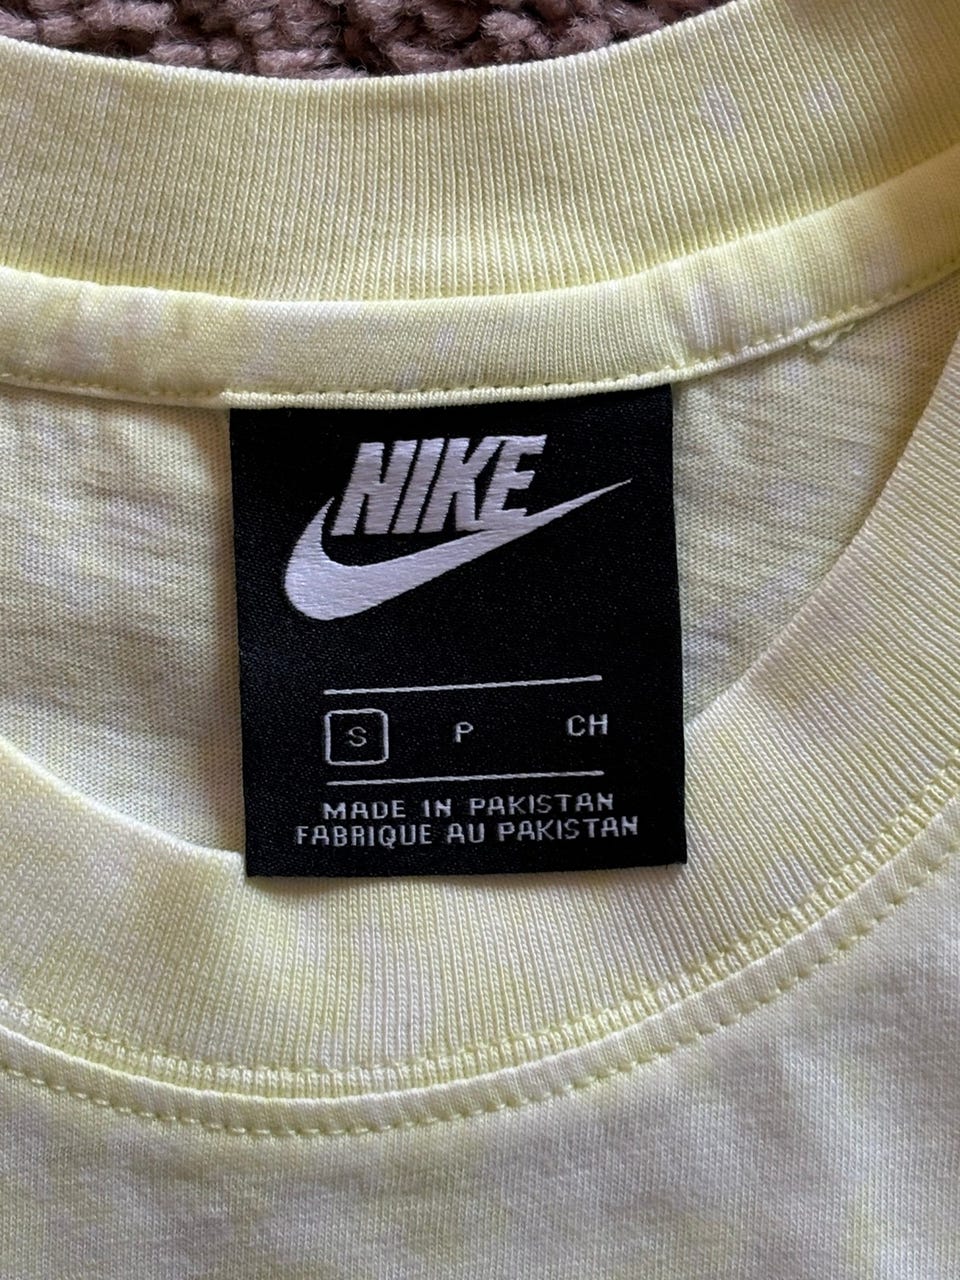 NIKE
S P CH
MADE IN PAKISTAN
FABRIQUE AU PAKISTAN